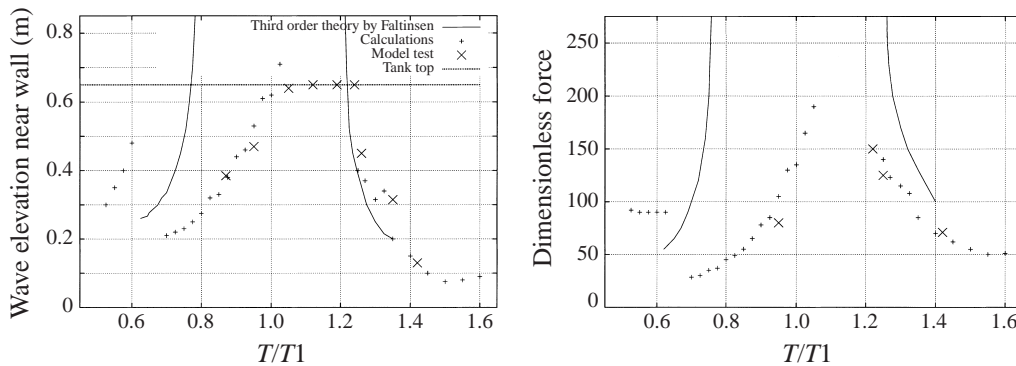 Wave elevation near wall (m)
0.8
0.6
0.4
0.2
0
0.6 0.8 1.0 1.2 1.4 1.6
T/T1
Third order theory by Faltinsen
Calculations
Model test
Tank top
Dimensionless force
250
200
150
100
50
0
0.6 0.8 1.0 1.2 1.4 1.6
T/T1